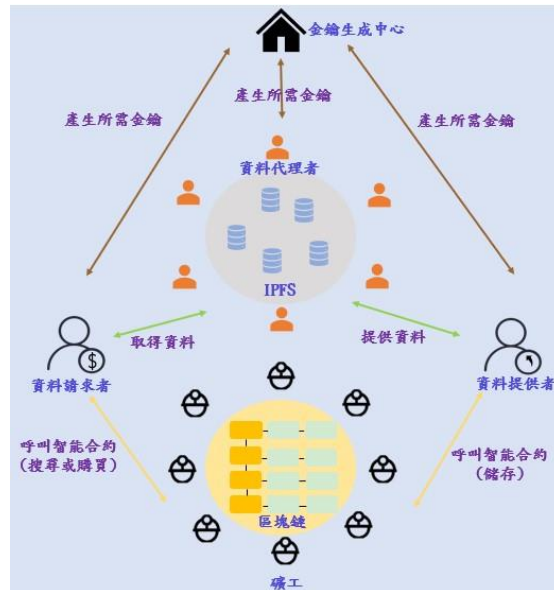 金鑰生成中心
產生所需金鑰
產生所需金鑰
產生所需金鑰
資料代理者
IPFS
取得資料
提供資料
$
資料請求者
資料提供者
呼叫智能合約
(搜尋或購買)
呼叫智能合約
(儲存)
區塊鏈
礦工